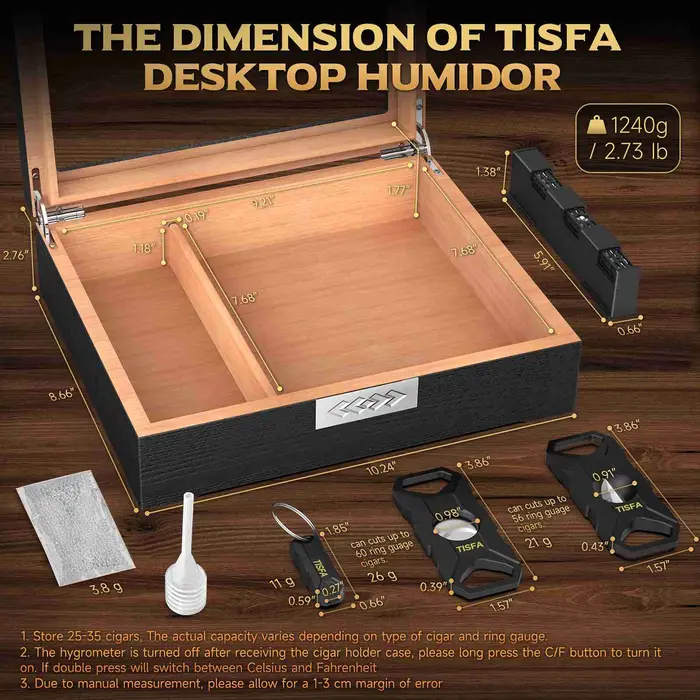 THE DIMENSION OF TISFA
DESKTOP HUMIDOR
1240g
/ 2.73 lb
1.38"
5.91"
0.66"
2.76"
9.21"
0.19"
1.77"
1.18"
7.68"
7.68"
8.66"
10.24"
3.8 g
1.85"
TISFA
11 g
0.27"
0.59"
0.66"
3.86"
0.98"
can cuts up to
60 ring guage
cigars.
TISFA
26 g
0.39"
1.57"
3.86"
0.91"
can cuts up to
56 ring guage
cigars.
TISFA
21 g
0.43"
1.57"
1. Store 25-35 cigars, The actual capacity varies depending on type of cigar and ring gauge.
2. The hygrometer is turned off after receiving the cigar holder case, please long press the C/F button to turn it
on. If double press will switch between Celsius and Fahrenheit
3. Due to manual measurement, please allow for a 1-3 cm margin of error